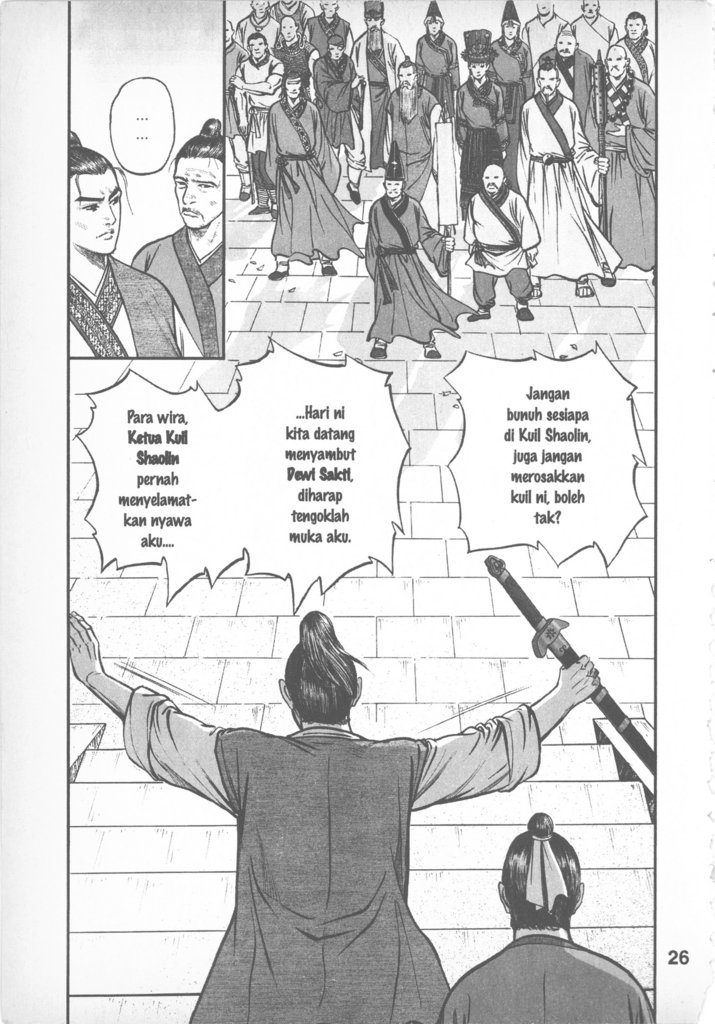 ...
...
Para wira,
Ketua Kuil
Shaolin
pernah
menyelamat-
kan nyawa
aku....
...Hari ni
kita datang
menyambut
Dewi Sakti,
diharap
tengoklah
muka aku.
Jangan
bunuh sesiapa
di Kuil Shaolin,
juga jangan
merosakkan
kuil ni, boleh
tak?
26